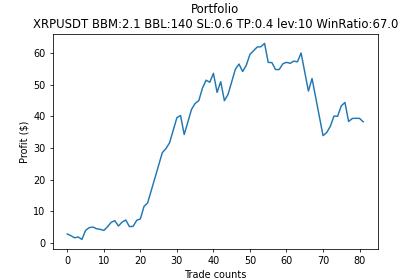 Portfolio
XRPUSDT BBM:2.1 BBL:140 SL:0.6 TP:0.4 lev:10 WinRatio:67.0
Profit ($)
60
50
40
30
20
10
0
0 10 20 30 40 50 60 70 80
Trade counts